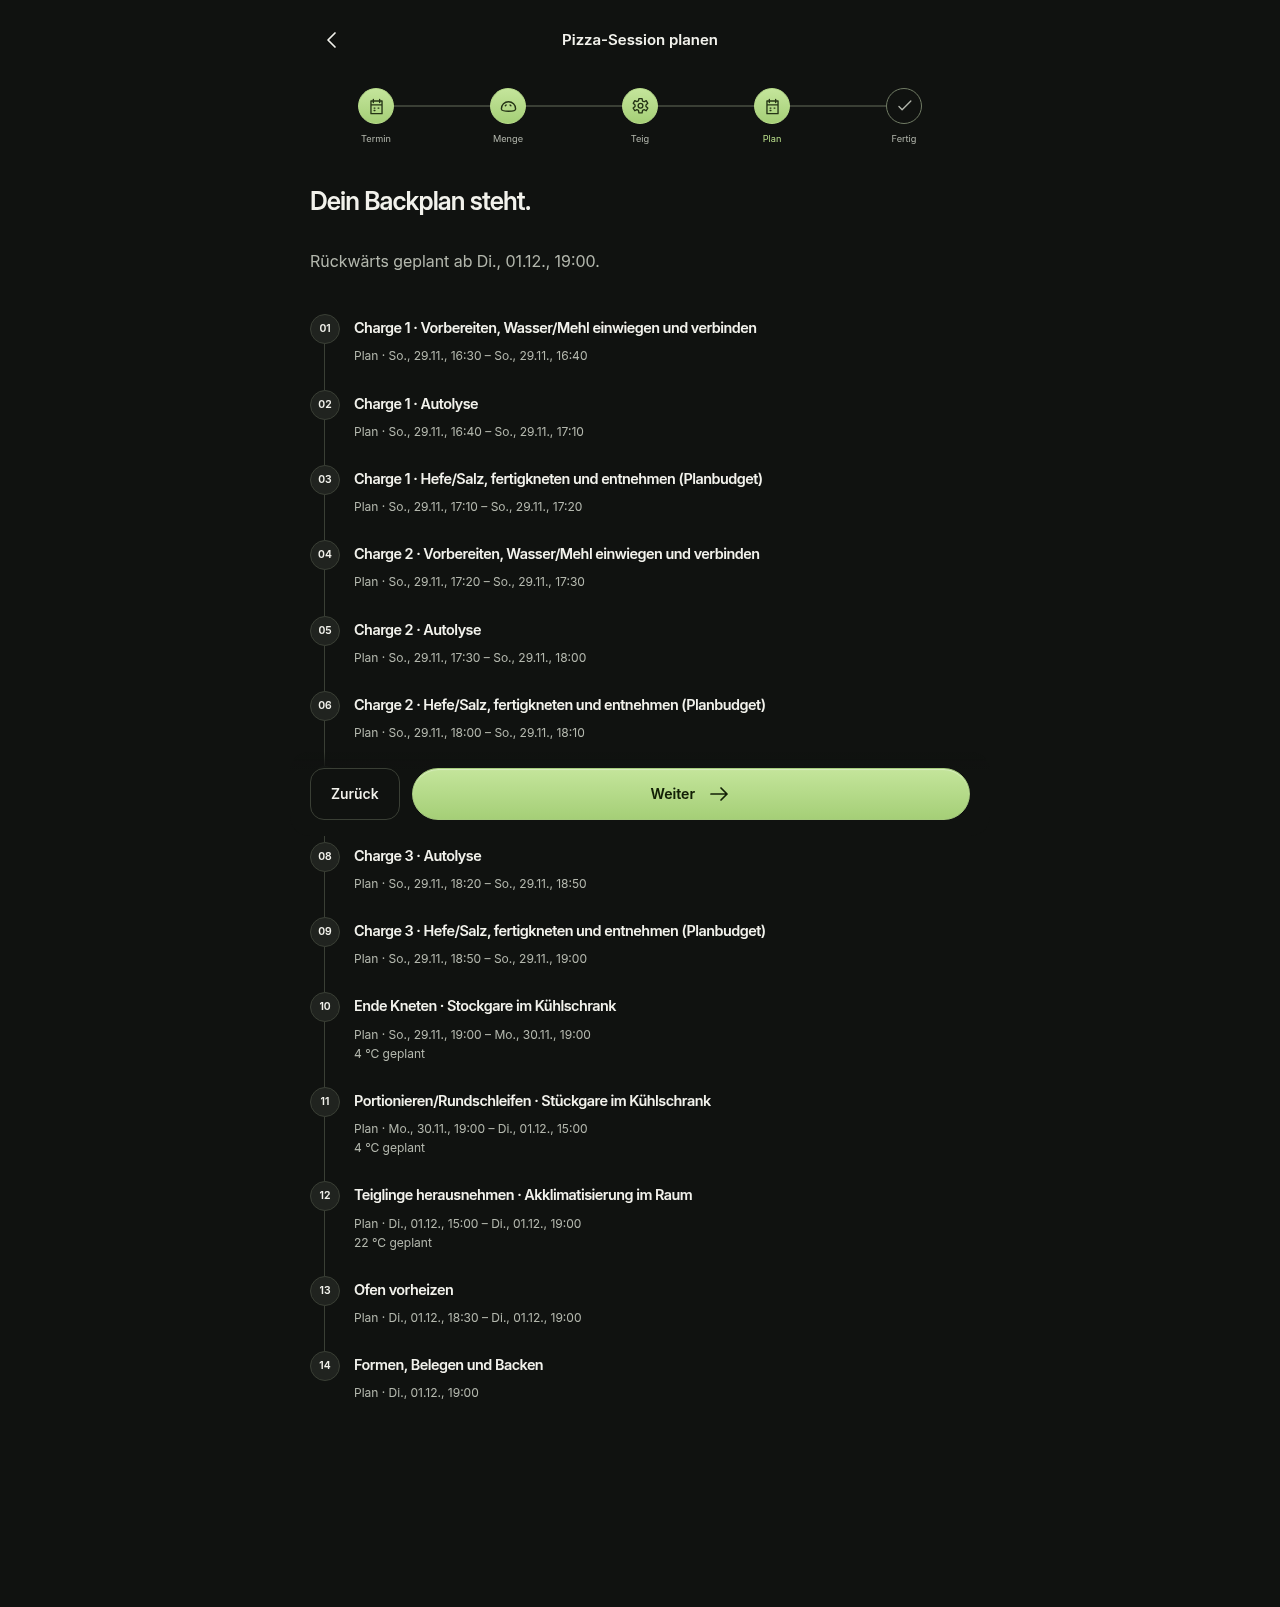 Pizza-Session planen
Termin
Menge
Teig
Plan
Fertig
Dein Backplan steht.
Rückwärts geplant ab Di., 01.12., 19:00.
01
Charge 1 · Vorbereiten, Wasser/Mehl einwiegen und verbinden
Plan · So., 29.11., 16:30 – So., 29.11., 16:40
02
Charge 1 · Autolyse
Plan · So., 29.11., 16:40 – So., 29.11., 17:10
03
Charge 1 · Hefe/Salz, fertigkneten und entnehmen (Planbudget)
Plan · So., 29.11., 17:10 – So., 29.11., 17:20
04
Charge 2 · Vorbereiten, Wasser/Mehl einwiegen und verbinden
Plan · So., 29.11., 17:20 – So., 29.11., 17:30
05
Charge 2 · Autolyse
Plan · So., 29.11., 17:30 – So., 29.11., 18:00
06
Charge 2 · Hefe/Salz, fertigkneten und entnehmen (Planbudget)
Plan · So., 29.11., 18:00 – So., 29.11., 18:10
Zurück
Weiter
08
Charge 3 · Autolyse
Plan · So., 29.11., 18:20 – So., 29.11., 18:50
09
Charge 3 · Hefe/Salz, fertigkneten und entnehmen (Planbudget)
Plan · So., 29.11., 18:50 – So., 29.11., 19:00
10
Ende Kneten · Stockgare im Kühlschrank
Plan · So., 29.11., 19:00 – Mo., 30.11., 19:00
4 °C geplant
11
Portionieren/Rundschleifen · Stückgare im Kühlschrank
Plan · Mo., 30.11., 19:00 – Di., 01.12., 15:00
4 °C geplant
12
Teiglinge herausnehmen · Akklimatisierung im Raum
Plan · Di., 01.12., 15:00 – Di., 01.12., 19:00
22 °C geplant
13
Ofen vorheizen
Plan · Di., 01.12., 18:30 – Di., 01.12., 19:00
14
Formen, Belegen und Backen
Plan · Di., 01.12., 19:00